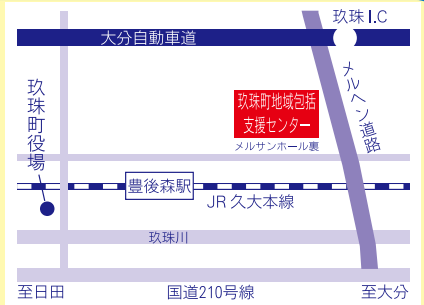 玖珠 I.C
大分自動車道
玖珠町地域包括
支援センター
メルサンホール裏
メルヘン道路
玖珠町役場
豊後森駅
JR 久大本線
玖珠川
至日田
国道210号線
至大分